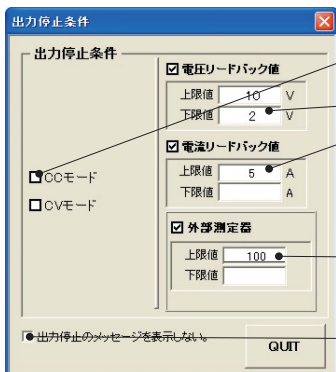 出力停止条件
出力停止条件
電圧リードバック値
上限値 10 V
下限値 2 V
電流リードバック値
上限値 5 A
下限値 A
CCモード
CVモード
外部測定器
上限値 100
下限値
出力停止のメッセージを表示しない。
QUIT